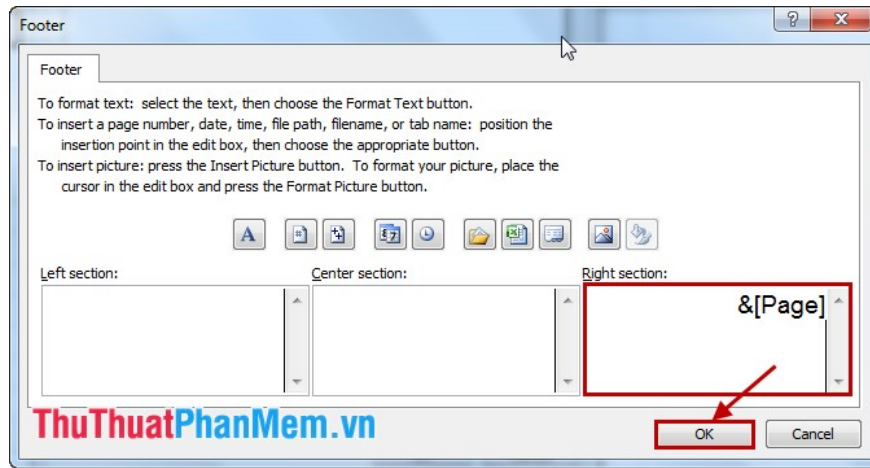 Footer
Footer
To format text: select the text, then choose the Format Text button.
To insert a page number, date, time, file path, filename, or tab name: position the
insertion point in the edit box, then choose the appropriate button.
To insert picture: press the Insert Picture button. To format your picture, place the
cursor in the edit box and press the Format Picture button.
A
Left section:
Center section:
Right section:
&[Page]
ThuThuatPhanMem.vn
OK
Cancel